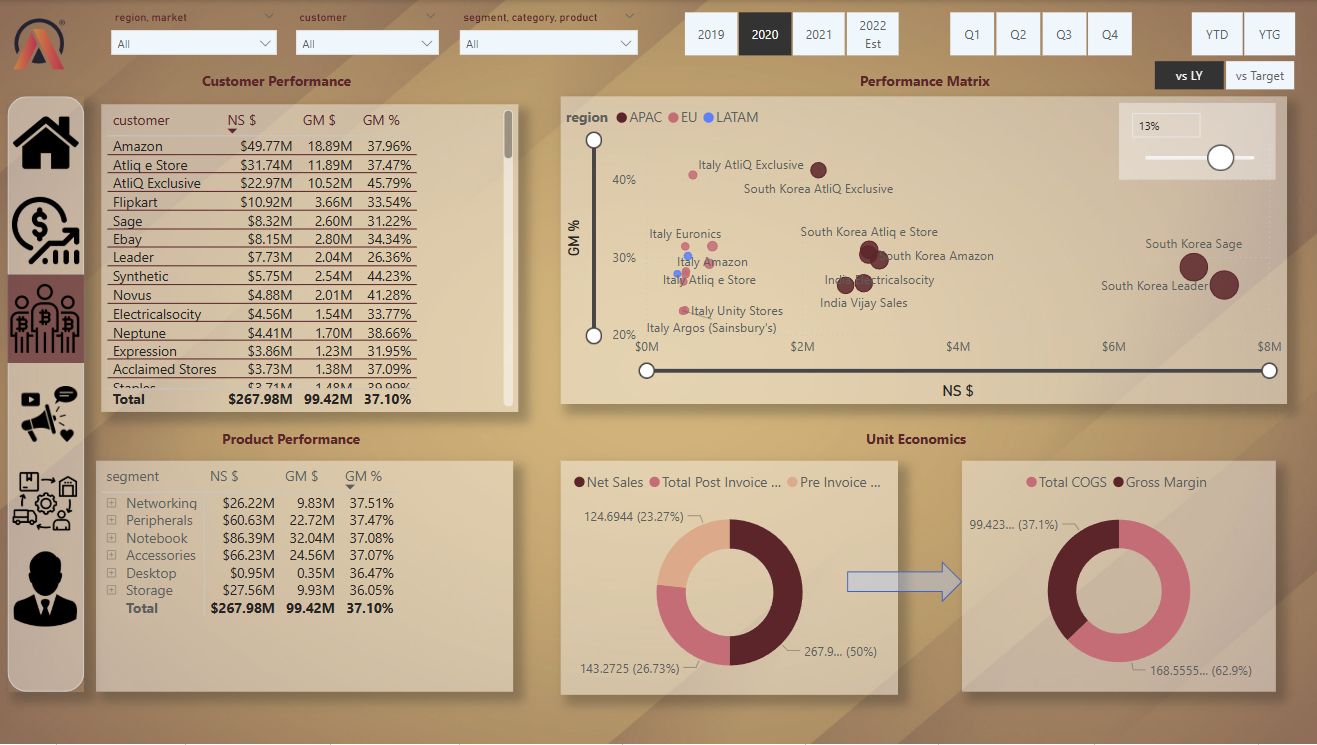 region, market
customer
segment, category, product
All
All
All
2019
2020
2021
2022
Est
Q1
Q2
Q3
Q4
YTD
YTG
vs LY
vs Target
Customer Performance
customer NS $ GM $ GM %
Amazon $49.77M 18.89M 37.96%
Atliq e Store $31.74M 11.89M 37.47%
AtliQ Exclusive $22.97M 10.52M 45.79%
Flipkart $10.92M 3.66M 33.54%
Sage $8.32M 2.60M 31.22%
Ebay $8.15M 2.80M 34.34%
Leader $7.73M 2.04M 26.36%
Synthetic $5.75M 2.54M 44.23%
Novus $4.88M 2.01M 41.28%
Electricalsocity $4.56M 1.54M 33.77%
Neptune $4.41M 1.70M 38.66%
Expression $3.86M 1.23M 31.95%
Acclaimed Stores $3.73M 1.38M 37.09%
Staples $3.71M 1.48M 39.99%
Total $267.98M 99.42M 37.10%
Performance Matrix
region APAC EU LATAM
13%
GM %
40%
30%
20%
Italy AtliQ Exclusive
South Korea AtliQ Exclusive
Italy Euronics
South Korea Atliq e Store
South Korea Sage
Italy Amazon
South Korea Amazon
Italy Atliq e Store
India Electricalsocity
South Korea Leader
India Vijay Sales
Italy Unity Stores
Italy Argos (Sainsbury's)
$0M $2M $4M $6M $8M
NS $
Product Performance
segment NS $ GM $ GM %
Networking $26.22M 9.83M 37.51%
Peripherals $60.63M 22.72M 37.47%
Notebook $86.39M 32.04M 37.08%
Accessories $66.23M 24.56M 37.07%
Desktop $0.95M 0.35M 36.47%
Storage $27.56M 9.93M 36.05%
Total $267.98M 99.42M 37.10%
Unit Economics
Net Sales Total Post Invoice ... Pre Invoice ...
124.6944 (23.27%)
267.9... (50%)
143.2725 (26.73%)
Total COGS Gross Margin
99.423... (37.1%)
168.5555... (62.9%)